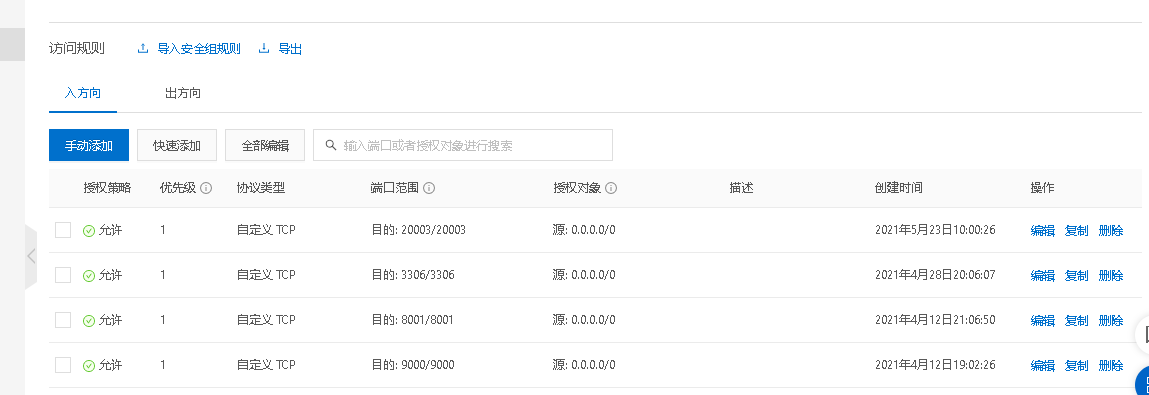 访问规则 导入安全组规则 导出
入方向 出方向
手动添加 快速添加 全部编辑 输入端口或者授权对象进行搜索
授权策略 优先级 协议类型 端口范围 授权对象 描述 创建时间 操作
允许 1 自定义 TCP 目的: 20003/20003 源: 0.0.0.0/0 2021年5月23日10:00:26 编辑 复制 删除
允许 1 自定义 TCP 目的: 3306/3306 源: 0.0.0.0/0 2021年4月28日20:06:07 编辑 复制 删除
允许 1 自定义 TCP 目的: 8001/8001 源: 0.0.0.0/0 2021年4月12日21:06:50 编辑 复制 删除
允许 1 自定义 TCP 目的: 9000/9000 源: 0.0.0.0/0 2021年4月12日19:02:26 编辑 复制 删除